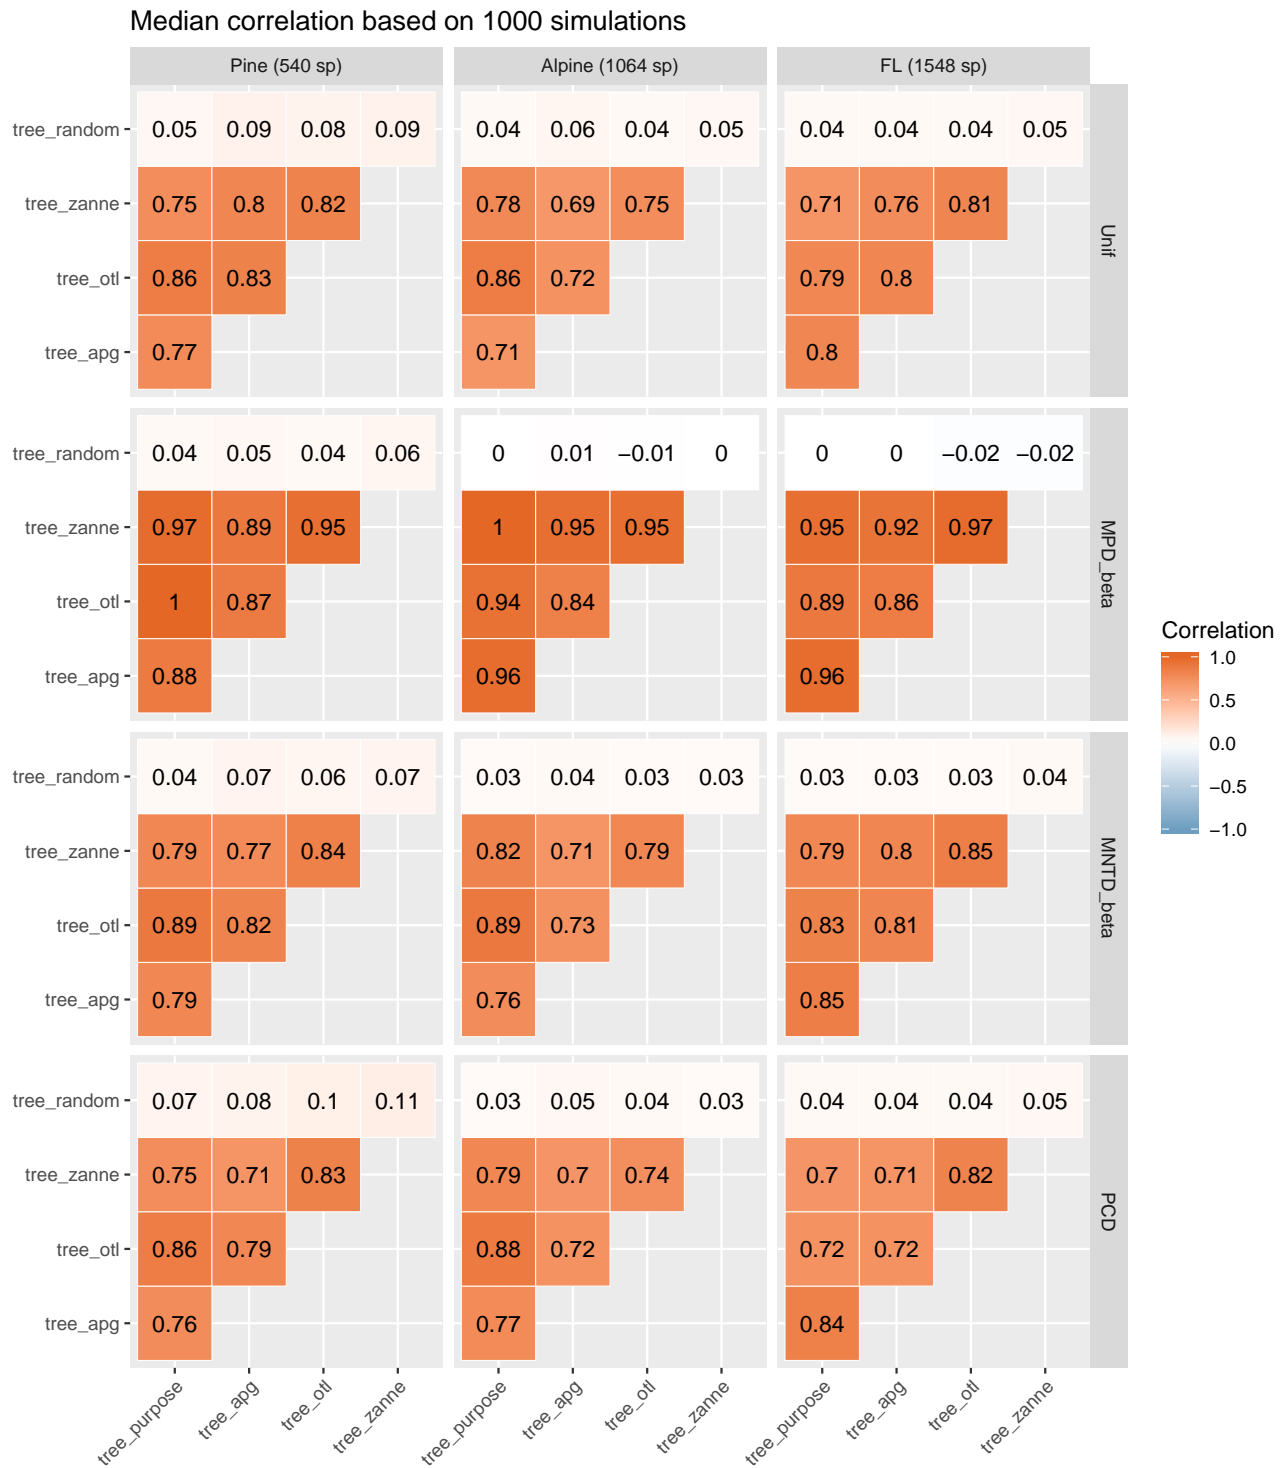 Median correlation based on 1000 simulations
Pine (540 sp) Alpine (1064 sp) FL (1548 sp)
tree_random 0.05 0.09 0.08 0.09 0.04 0.06 0.04 0.05 0.04 0.04 0.04 0.05
tree_zanne 0.75 0.8 0.82 0.78 0.69 0.75 0.71 0.76 0.81
Unif
tree_otl 0.86 0.83 0.86 0.72 0.79 0.8
tree_apg 0.77 0.71 0.8
tree_random 0.04 0.05 0.04 0.06 0 0.01 −0.01 0 0 0 −0.02 −0.02
tree_zanne 0.97 0.89 0.95 1 0.95 0.95 0.95 0.92 0.97
MPD_beta
tree_otl 1 0.87 0.94 0.84 0.89 0.86
tree_apg 0.88 0.96 0.96
tree_random 0.04 0.07 0.06 0.07 0.03 0.04 0.03 0.03 0.03 0.03 0.03 0.04
tree_zanne 0.79 0.77 0.84 0.82 0.71 0.79 0.79 0.8 0.85
MNTD_beta
tree_otl 0.89 0.82 0.89 0.73 0.83 0.81
tree_apg 0.79 0.76 0.85
tree_random 0.07 0.08 0.1 0.11 0.03 0.05 0.04 0.03 0.04 0.04 0.04 0.05
tree_zanne 0.75 0.71 0.83 0.79 0.7 0.74 0.7 0.71 0.82
PCD
tree_otl 0.86 0.79 0.88 0.72 0.72 0.72
tree_apg 0.76 0.77 0.84
tree_purpose tree_apg tree_otl tree_zanne tree_purpose tree_apg tree_otl tree_zanne tree_purpose tree_apg tree_otl tree_zanne
Correlation
1.0
0.5
0.0
−0.5
−1.0